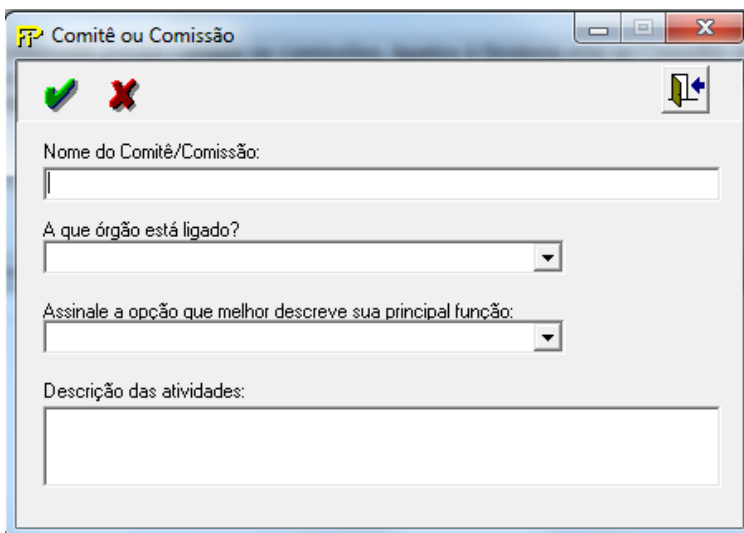 FIP Comitê ou Comissão
Nome do Comitê/Comissão:
A que órgão está ligado?
Assinale a opção que melhor descreve sua principal função:
Descrição das atividades: